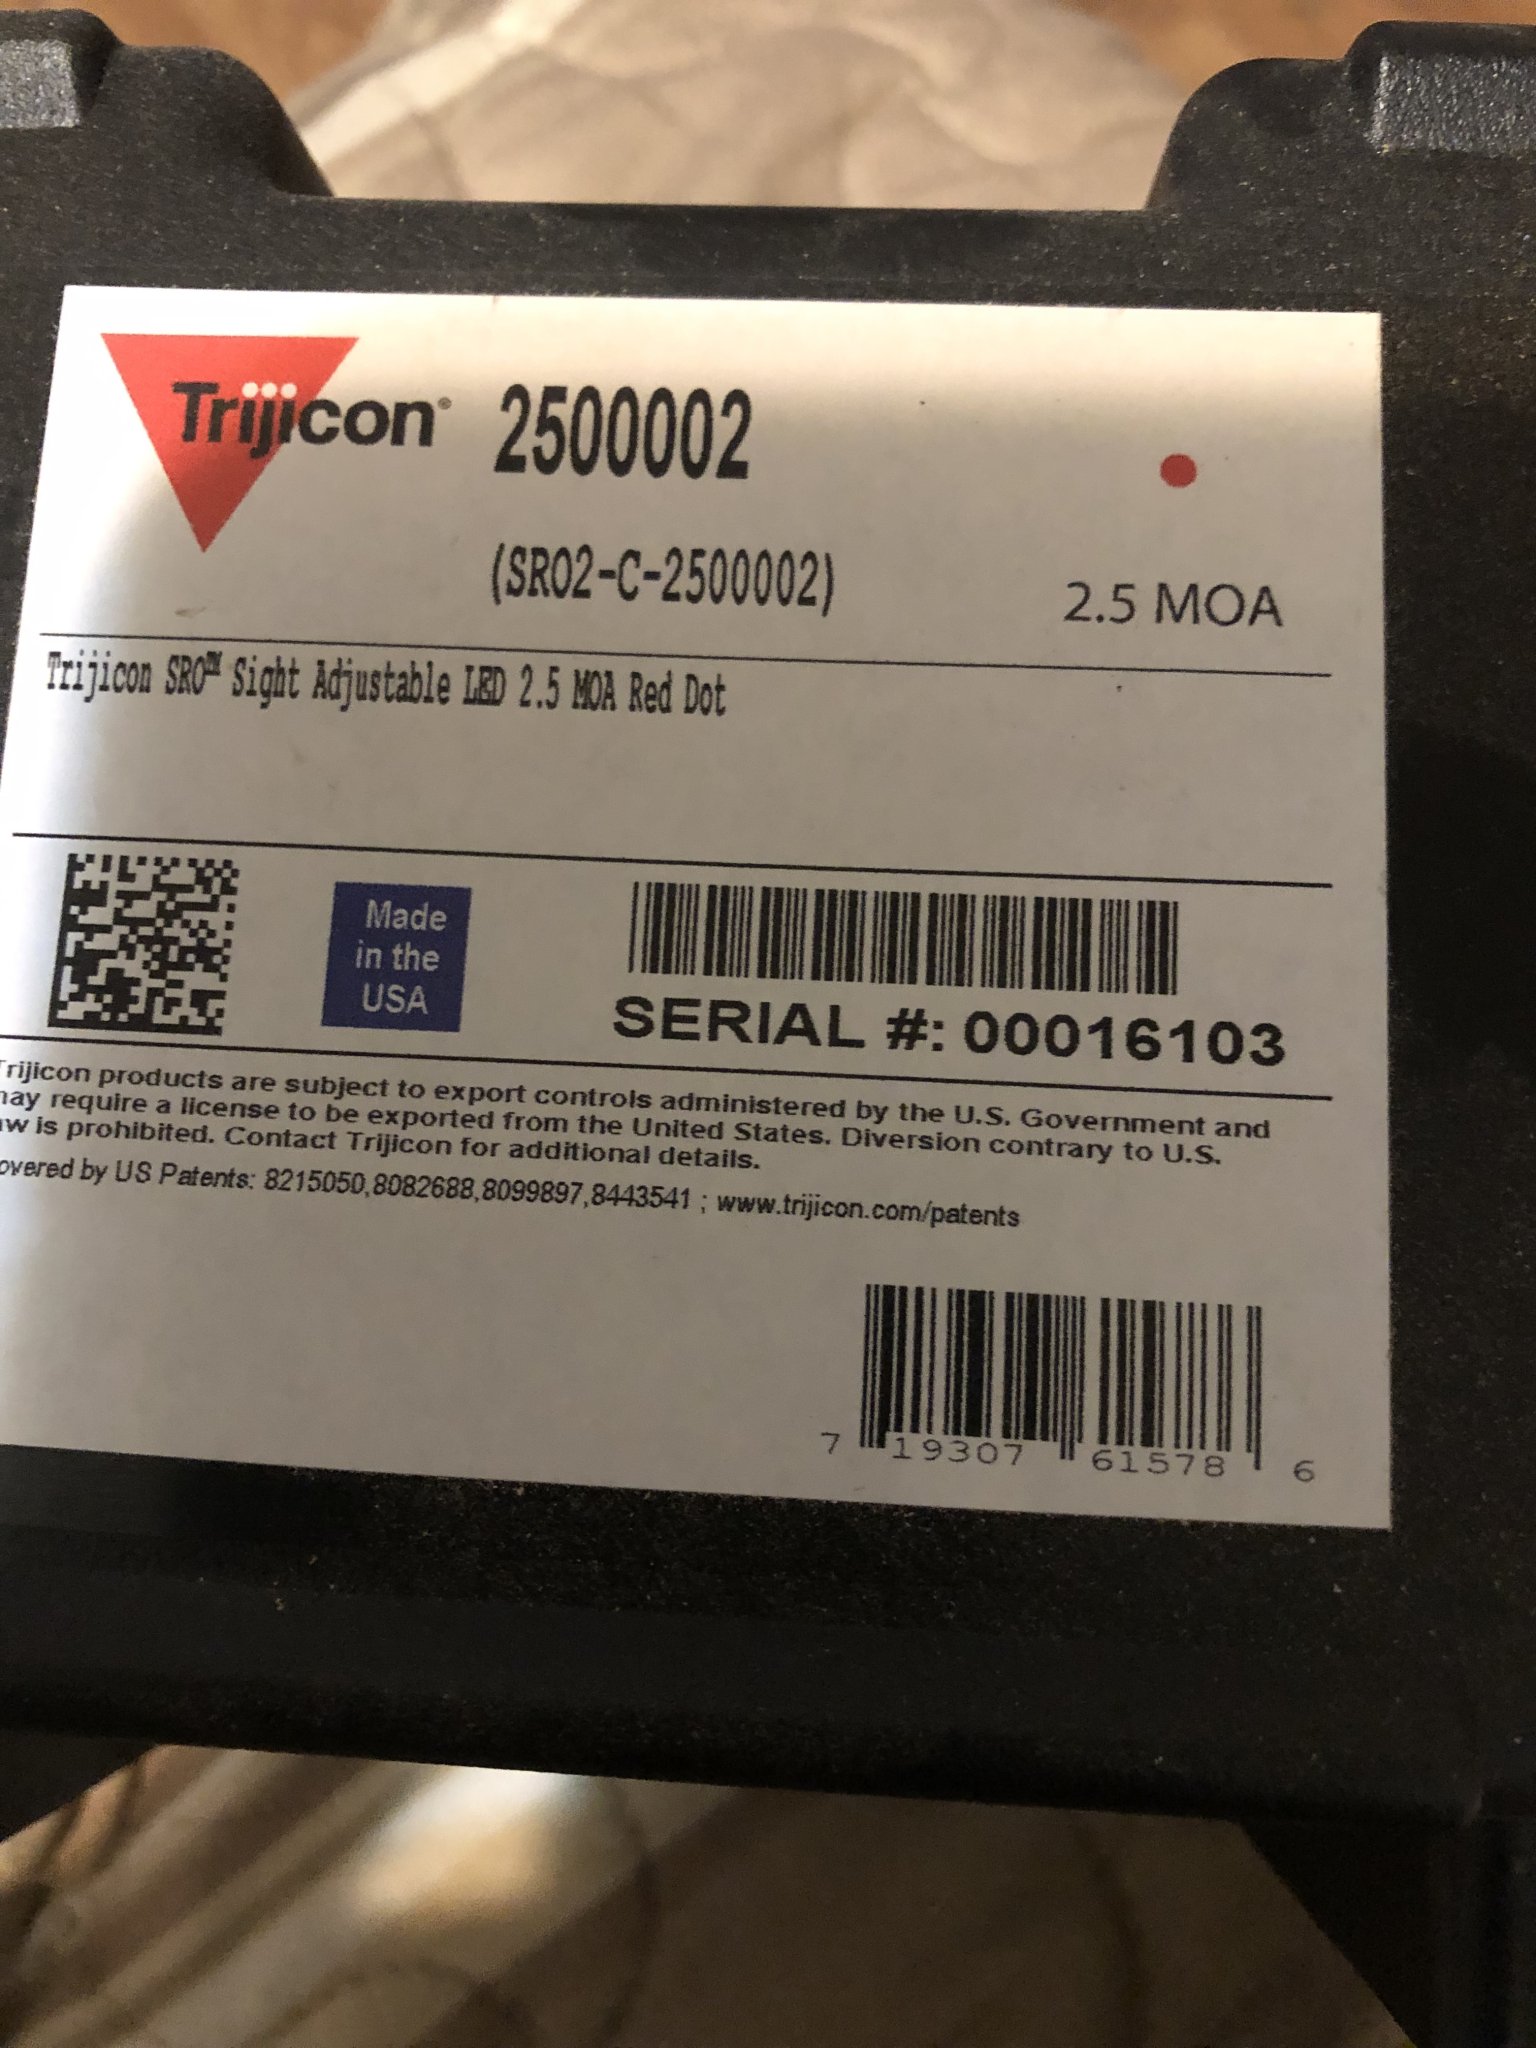 Trijicon® 2500002
(SRO2-C-2500002)
2.5 MOA
Trijicon SRO™ Sight Adjustable LED 2.5 MOA Red Dot
Made
in the
USA
SERIAL #: 00016103
Trijicon products are subject to export controls administered by the U.S. Government and
may require a license to be exported from the United States. Diversion contrary to U.S.
is prohibited. Contact Trijicon for additional details.
by US Patents: 8215050,8082688,8099897,8443541 ; www.trijicon.com/patents
7 19307 61578 6